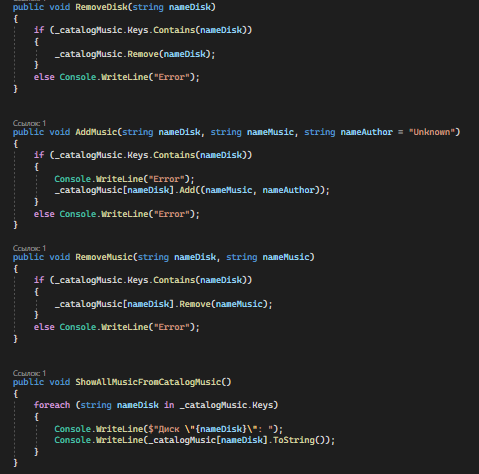 public void RemoveDisk(string nameDisk)
{
if (_catalogMusic.Keys.Contains(nameDisk))
{
_catalogMusic.Remove(nameDisk);
}
else Console.WriteLine("Error");
}
Ссылок: 1
public void AddMusic(string nameDisk, string nameMusic, string nameAuthor = "Unknown")
{
if (_catalogMusic.Keys.Contains(nameDisk))
{
Console.WriteLine("Error");
_catalogMusic[nameDisk].Add((nameMusic, nameAuthor));
}
else Console.WriteLine("Error");
}
Ссылок: 1
public void RemoveMusic(string nameDisk, string nameMusic)
{
if (_catalogMusic.Keys.Contains(nameDisk))
{
_catalogMusic[nameDisk].Remove(nameMusic);
}
else Console.WriteLine("Error");
}
Ссылок: 1
public void ShowAllMusicFromCatalogMusic()
{
foreach (string nameDisk in _catalogMusic.Keys)
{
Console.WriteLine($"Диск \"{nameDisk}\": ");
Console.WriteLine(_catalogMusic[nameDisk].ToString());
}
}